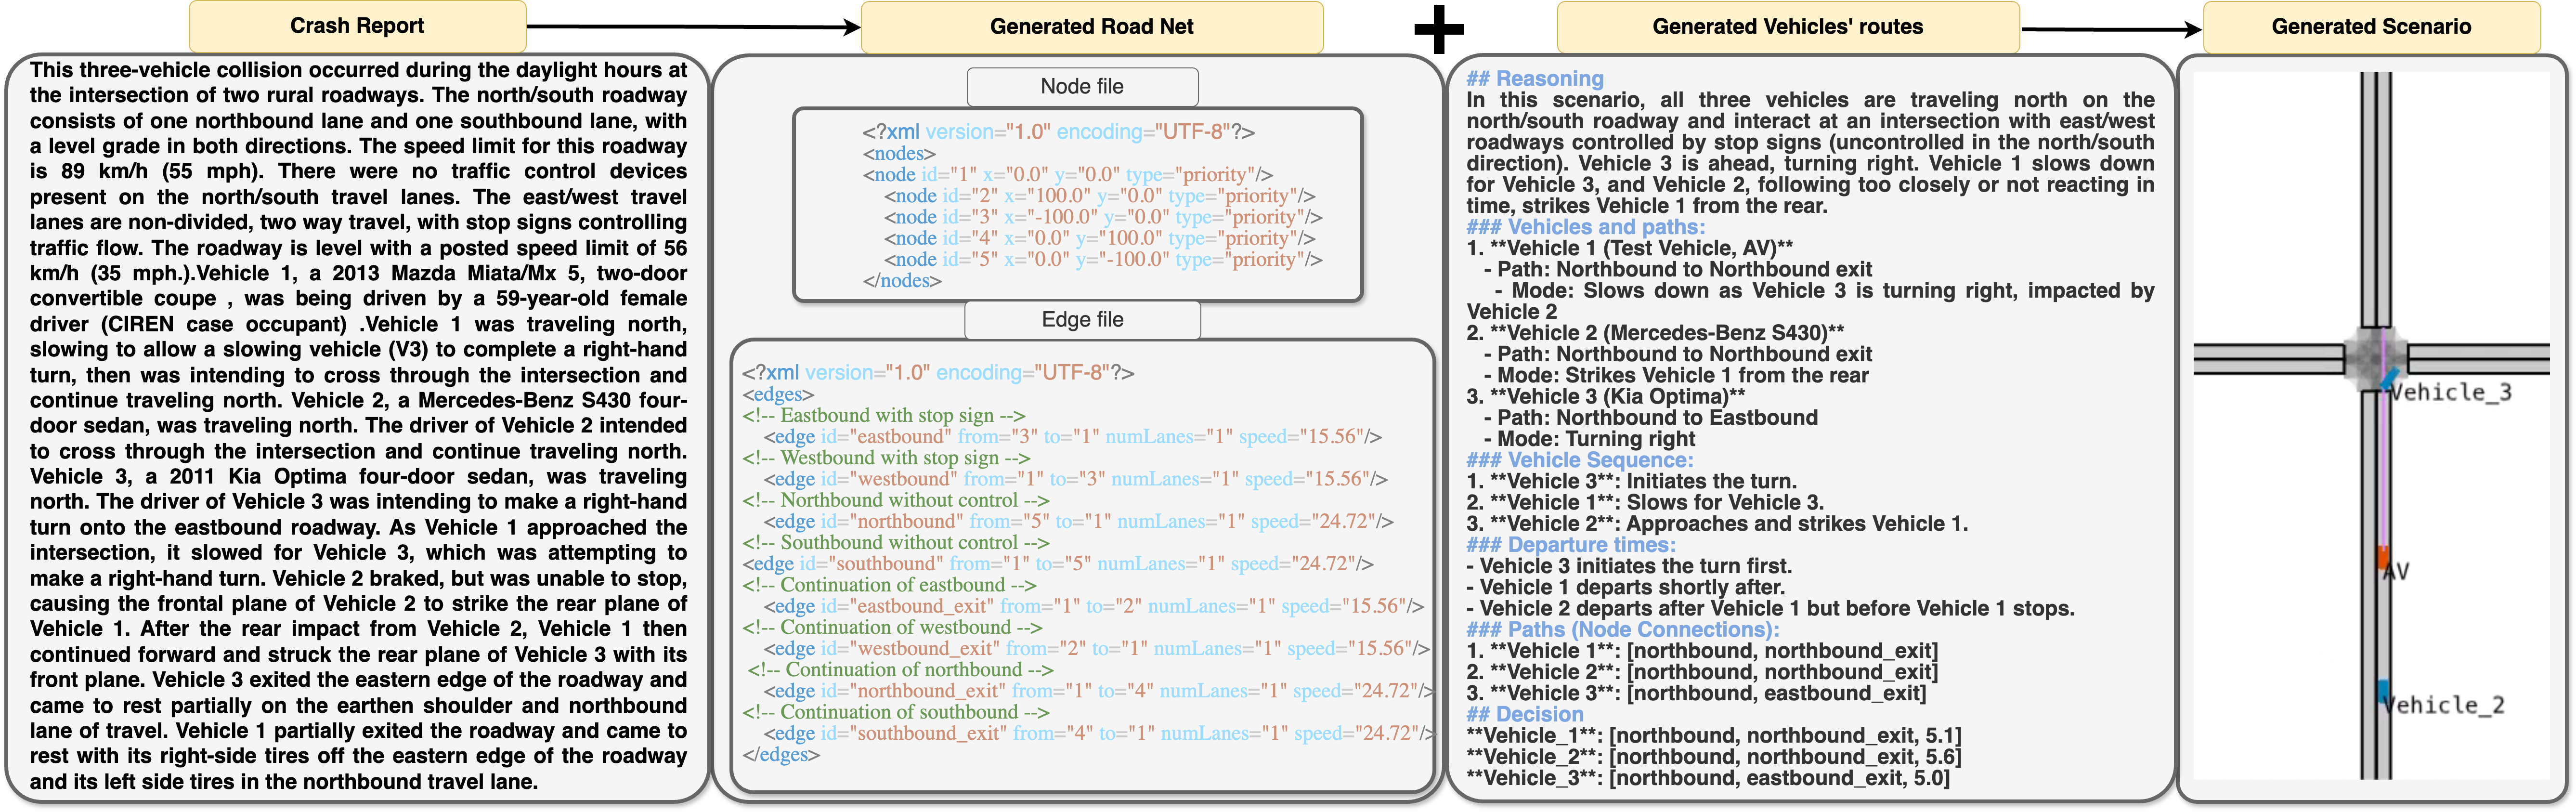 Crash Report
This three-vehicle collision occurred during the daylight hours at
the intersection of two rural roadways. The north/south roadway
consists of one northbound lane and one southbound lane, with
a level grade in both directions. The speed limit for this roadway
is 89 km/h (55 mph). There were no traffic control devices
present on the north/south travel lanes. The east/west travel
lanes are non-divided, two way travel, with stop signs controlling
traffic flow. The roadway is level with a posted speed limit of 56
km/h (35 mph.).Vehicle 1, a 2013 Mazda Miata/Mx 5, two-door
convertible coupe , was being driven by a 59-year-old female
driver (CIREN case occupant) .Vehicle 1 was traveling north,
slowing to allow a slowing vehicle (V3) to complete a right-hand
turn, then was intending to cross through the intersection and
continue traveling north. Vehicle 2, a Mercedes-Benz S430 four-
door sedan, was traveling north. The driver of Vehicle 2 intended
to cross through the intersection and continue traveling north.
Vehicle 3, a 2011 Kia Optima four-door sedan, was traveling
north. The driver of Vehicle 3 was intending to make a right-hand
turn onto the eastbound roadway. As Vehicle 1 approached the
intersection, it slowed for Vehicle 3, which was attempting to
make a right-hand turn. Vehicle 2 braked, but was unable to stop,
causing the frontal plane of Vehicle 2 to strike the rear plane of
Vehicle 1. After the rear impact from Vehicle 2, Vehicle 1 then
continued forward and struck the rear plane of Vehicle 3 with its
front plane. Vehicle 3 exited the eastern edge of the roadway and
came to rest partially on the earthen shoulder and northbound
lane of travel. Vehicle 1 partially exited the roadway and came to
rest with its right-side tires off the eastern edge of the roadway
and its left side tires in the northbound travel lane.
Generated Road Net
Node file
<?xml version="1.0" encoding="UTF-8"?>
<nodes>
<node id="1" x="0.0" y="0.0" type="priority"/>
<node id="2" x="100.0" y="0.0" type="priority"/>
<node id="3" x="-100.0" y="0.0" type="priority"/>
<node id="4" x="0.0" y="100.0" type="priority"/>
<node id="5" x="0.0" y="-100.0" type="priority"/>
</nodes>
Edge file
<?xml version="1.0" encoding="UTF-8"?>
<edges>
<!-- Eastbound with stop sign -->
<edge id="eastbound" from="3" to="1" numLanes="1" speed="15.56"/>
<!-- Westbound with stop sign -->
<edge id="westbound" from="1" to="3" numLanes="1" speed="15.56"/>
<!-- Northbound without control -->
<edge id="northbound" from="5" to="1" numLanes="1" speed="24.72"/>
<!-- Southbound without control -->
<edge id="southbound" from="1" to="5" numLanes="1" speed="24.72"/>
<!-- Continuation of eastbound -->
<edge id="eastbound_exit" from="1" to="2" numLanes="1" speed="15.56"/>
<!-- Continuation of westbound -->
<edge id="westbound_exit" from="2" to="1" numLanes="1" speed="15.56"/>
<!-- Continuation of northbound -->
<edge id="northbound_exit" from="1" to="4" numLanes="1" speed="24.72"/>
<!-- Continuation of southbound -->
<edge id="southbound_exit" from="4" to="1" numLanes="1" speed="24.72"/>
</edges>
+
Generated Vehicles' routes
## Reasoning
In this scenario, all three vehicles are traveling north on the
north/south roadway and interact at an intersection with east/west
roadways controlled by stop signs (uncontrolled in the north/south
direction). Vehicle 3 is ahead, turning right. Vehicle 1 slows down
for Vehicle 3, and Vehicle 2, following too closely or not reacting in
time, strikes Vehicle 1 from the rear.
### Vehicles and paths:
1. **Vehicle 1 (Test Vehicle, AV)**
- Path: Northbound to Northbound exit
- Mode: Slows down as Vehicle 3 is turning right, impacted by
Vehicle 2
2. **Vehicle 2 (Mercedes-Benz S430)**
- Path: Northbound to Northbound exit
- Mode: Strikes Vehicle 1 from the rear
3. **Vehicle 3 (Kia Optima)**
- Path: Northbound to Eastbound
- Mode: Turning right
### Vehicle Sequence:
1. **Vehicle 3**: Initiates the turn.
2. **Vehicle 1**: Slows for Vehicle 3.
3. **Vehicle 2**: Approaches and strikes Vehicle 1.
### Departure times:
- Vehicle 3 initiates the turn first.
- Vehicle 1 departs shortly after.
- Vehicle 2 departs after Vehicle 1 but before Vehicle 1 stops.
### Paths (Node Connections):
1. **Vehicle 1**: [northbound, northbound_exit]
2. **Vehicle 2**: [northbound, northbound_exit]
3. **Vehicle 3**: [northbound, eastbound_exit]
## Decision
**Vehicle_1**: [northbound, northbound_exit, 5.1]
**Vehicle_2**: [northbound, northbound_exit, 5.6]
**Vehicle_3**: [northbound, eastbound_exit, 5.0]
Generated Scenario
Vehicle_3
AV
Vehicle_2